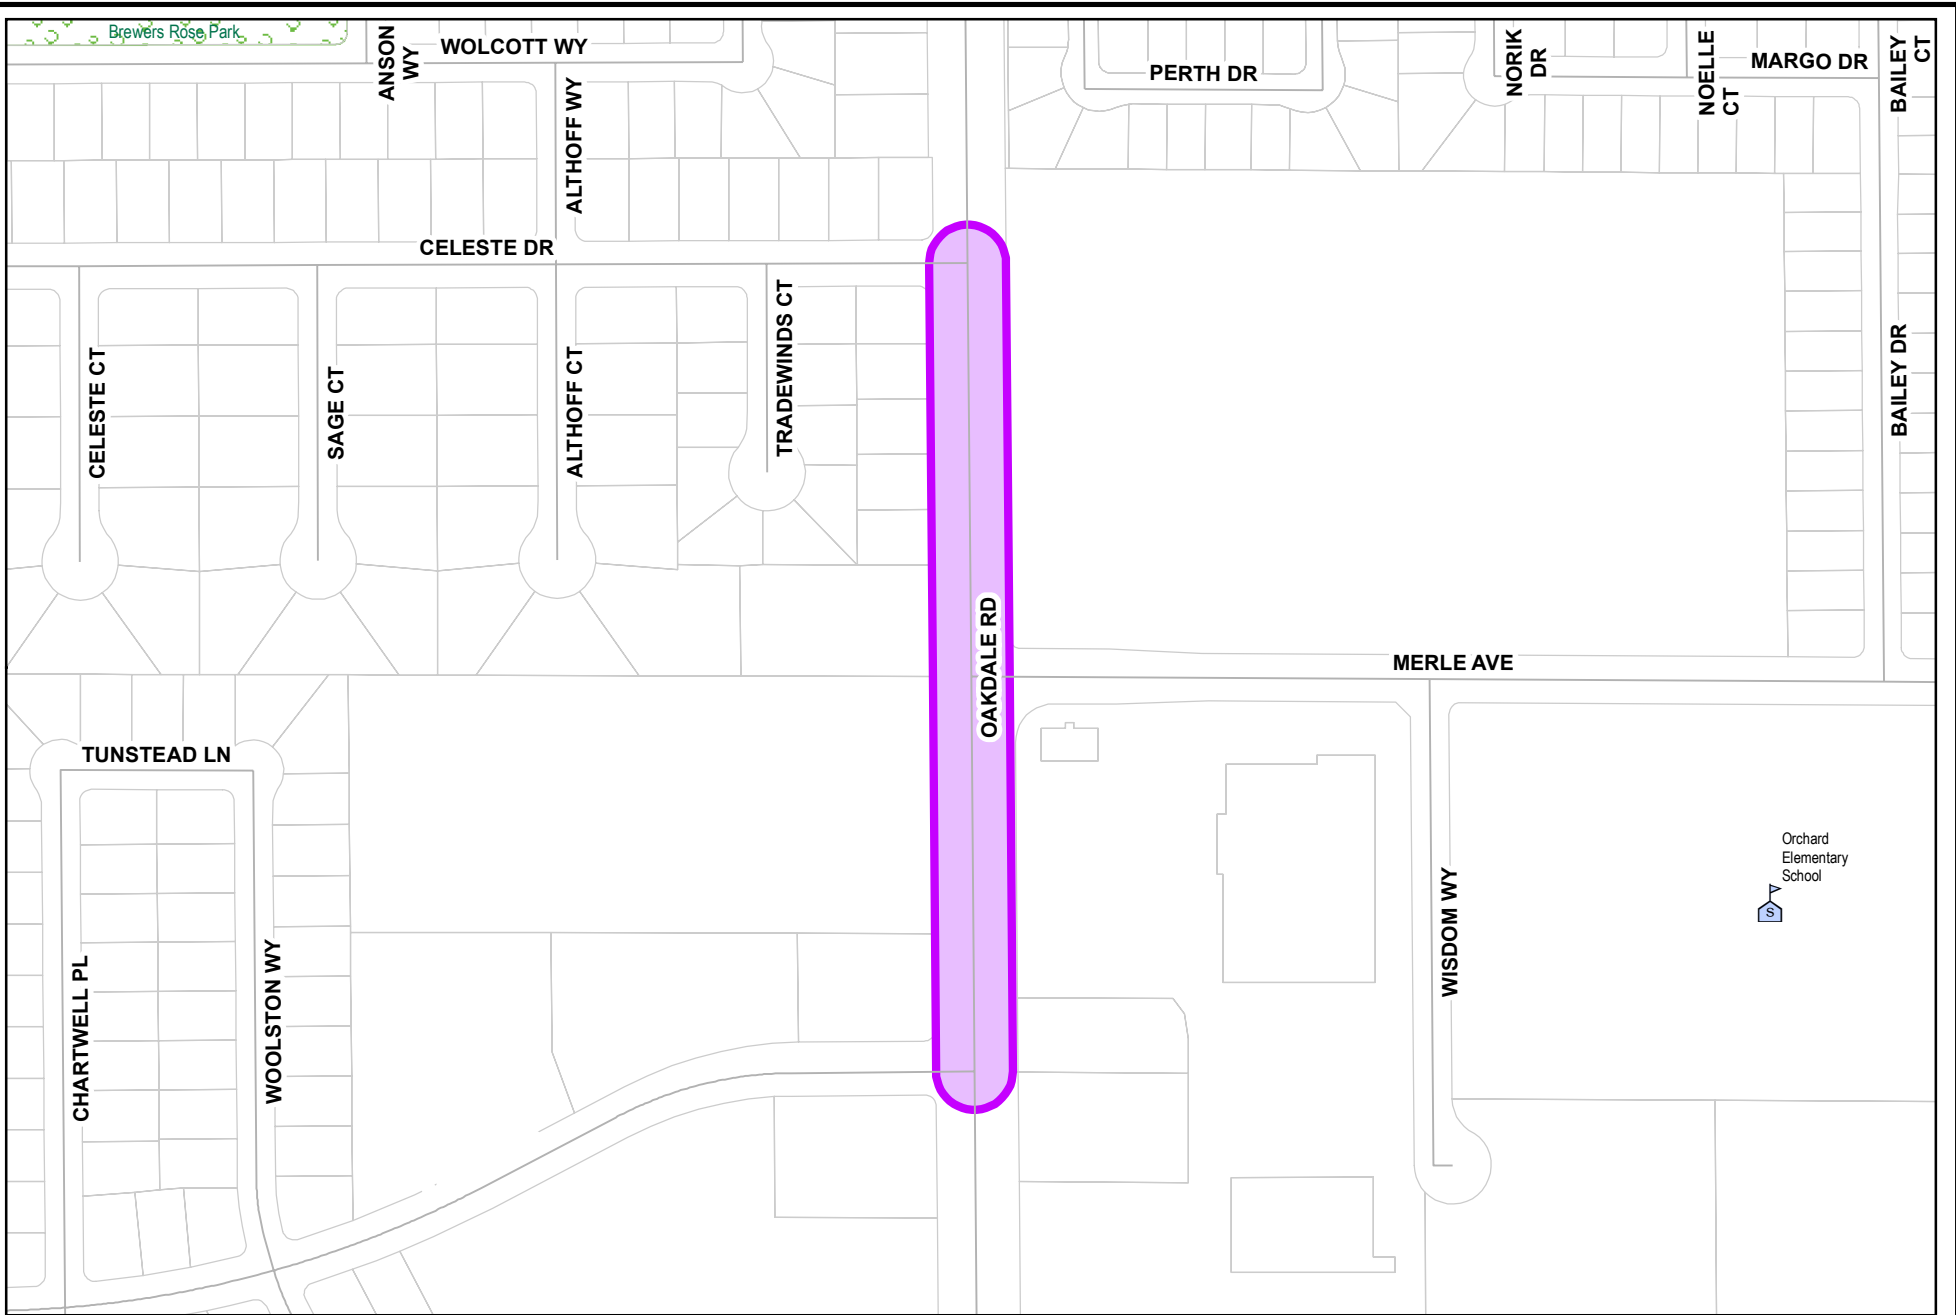 Brewers Rose Park
ANSON
WY
WOLCOTT WY
ALTHOFF WY
PERTH DR
NORIK
DR
NOELLE
CT
MARGO DR
BAILEY
CT
CELESTE DR
CELESTE CT
SAGE CT
ALTHOFF CT
TRADEWINDS CT
BAILEY DR
OAKDALE RD
MERLE AVE
TUNSTEAD LN
CHARTWELL PL
WOOLSTON WY
WISDOM WY
Orchard
Elementary
School
S